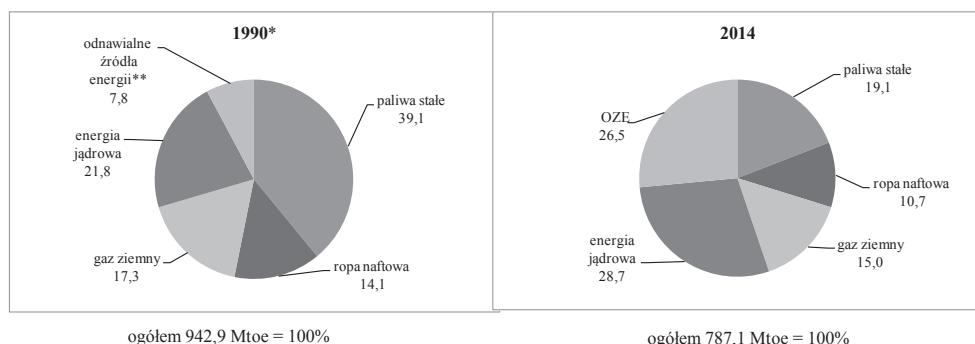 1990*
odnawialne
źródła
energii**
7,8
paliwa stałe
39,1
energia
jądrowa
21,8
gaz ziemny
17,3
ropa naftowa
14,1
ogółem 942,9 Mtoe = 100%
2014
paliwa stałe
19,1
OZE
26,5
ropa naftowa
10,7
gaz ziemny
15,0
energia
jądrowa
28,7
ogółem 787,1 Mtoe = 100%